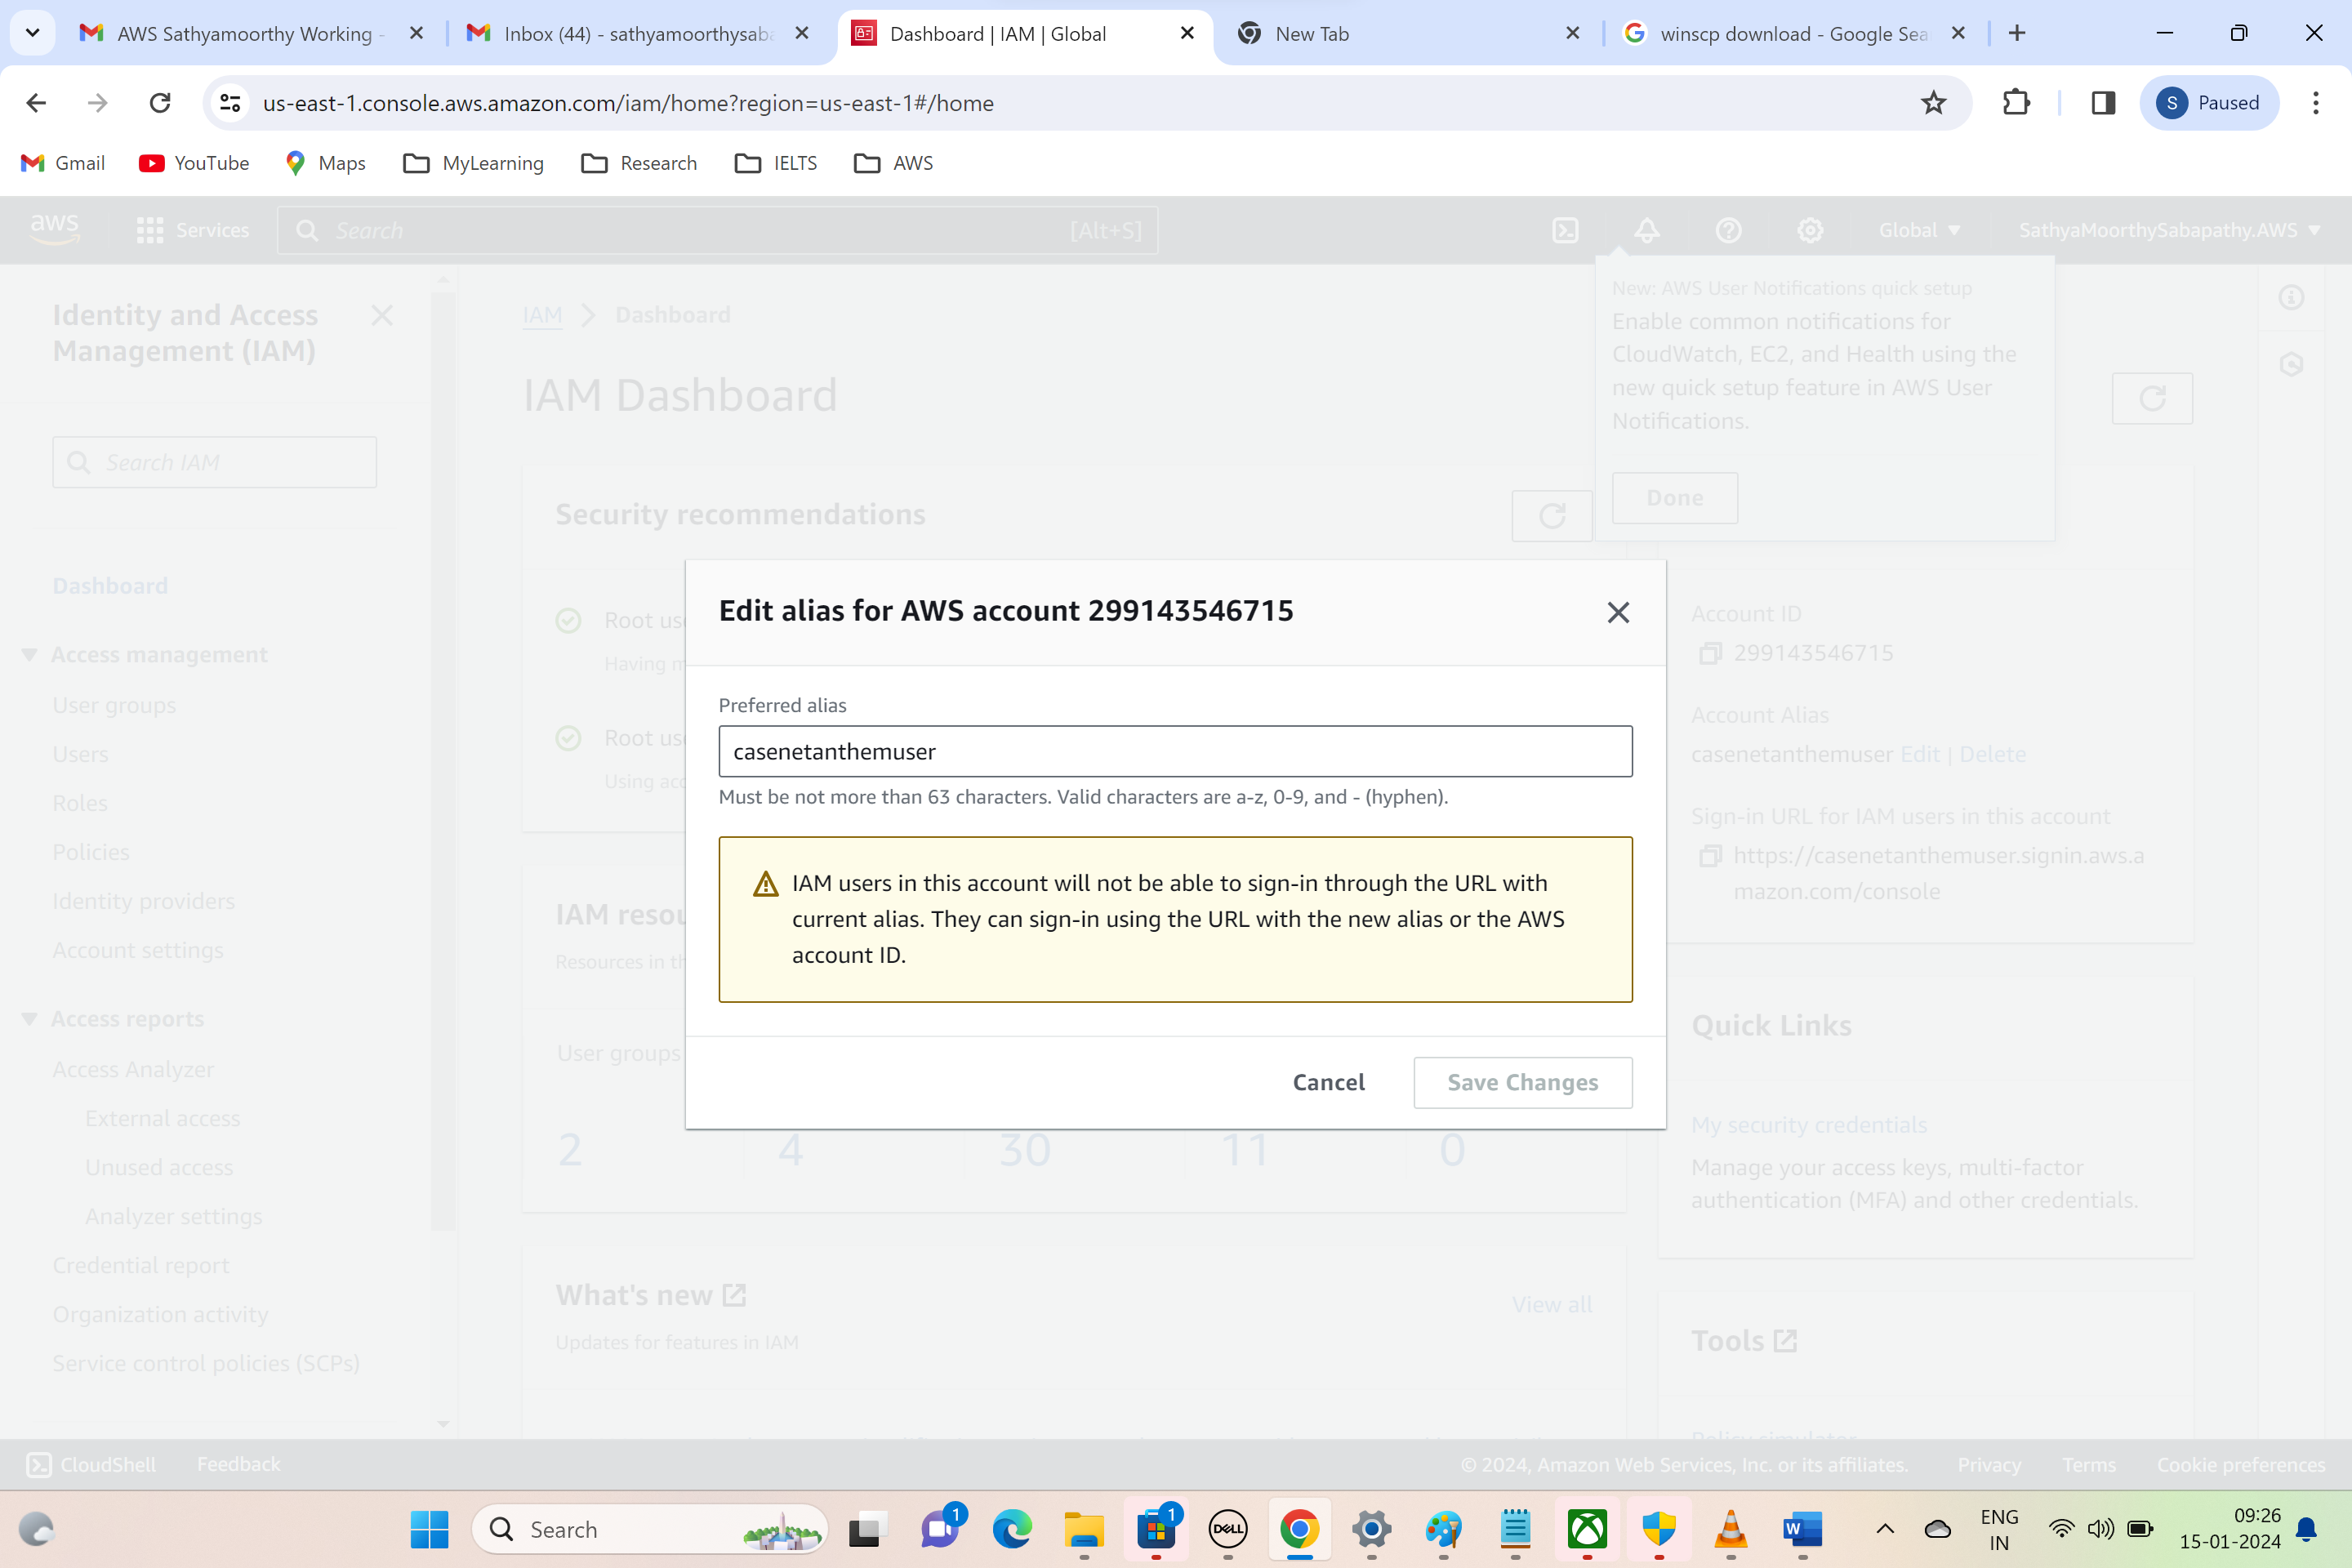 AWS Sathyamoorthy Working -
Inbox (44) - sathyamoorthysaba
Dashboard | IAM | Global
New Tab
winscp download - Google Sea
us-east-1.console.aws.amazon.com/iam/home?region=us-east-1#/home
S Paused
Gmail
YouTube
Maps
MyLearning
Research
IELTS
AWS
aws
Services
Search
[Alt+S]
Global
SathyaMoorthySabapathy.AWS
Identity and Access
Management (IAM)
Search IAM
Dashboard
Access management
User groups
Users
Roles
Policies
Identity providers
Account settings
Access reports
Access Analyzer
External access
Unused access
Analyzer settings
Credential report
Organization activity
Service control policies (SCPs)
IAM > Dashboard
IAM Dashboard
New: AWS User Notifications quick setup
Enable common notifications for
CloudWatch, EC2, and Health using the
new quick setup feature in AWS User
Notifications.
Done
Security recommendations
Root
Having
Root
Using
IAM
Resources in
User groups
2 4 30 11 0
Edit alias for AWS account 299143546715
Preferred alias
casenetanthemuser
Must be not more than 63 characters. Valid characters are a-z, 0-9, and - (hyphen).
IAM users in this account will not be able to sign-in through the URL with
current alias. They can sign-in using the URL with the new alias or the AWS
account ID.
Cancel
Save Changes
Account ID
299143546715
Account Alias
casenetanthemuser Edit | Delete
Sign-in URL for IAM users in this account
https://casenetanthemuser.signin.aws.a
mazon.com/console
Quick Links
My security credentials
Manage your access keys, multi-factor
authentication (MFA) and other credentials.
What's new
View all
Updates for features in IAM
Tools
Policy simulator
CloudShell
Feedback
© 2024, Amazon Web Services, Inc. or its affiliates.
Privacy
Terms
Cookie preferences
Search
1
1
DELL
W
ENG
IN
09:26
15-01-2024